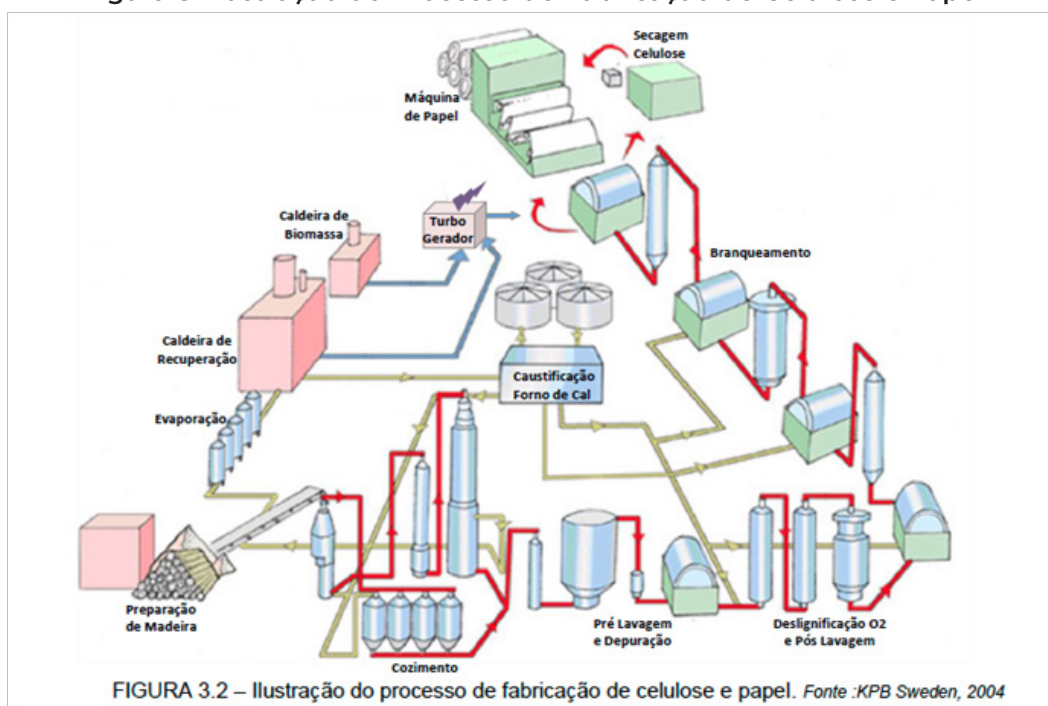 Secagem
Celulose
Máquina
de Papel
Caldeira de
Biomassa
Turbo
Gerador
Branqueamento
Caldeira de
Recuperação
Caustificação
Forno de Cal
Evaporação
Preparação
de Madeira
Cozimento
Pré Lavagem
e Depuração
Deslignificação O2
e Pós Lavagem
FIGURA 3.2 – Ilustração do processo de fabricação de celulose e papel. Fonte :KPB Sweden, 2004